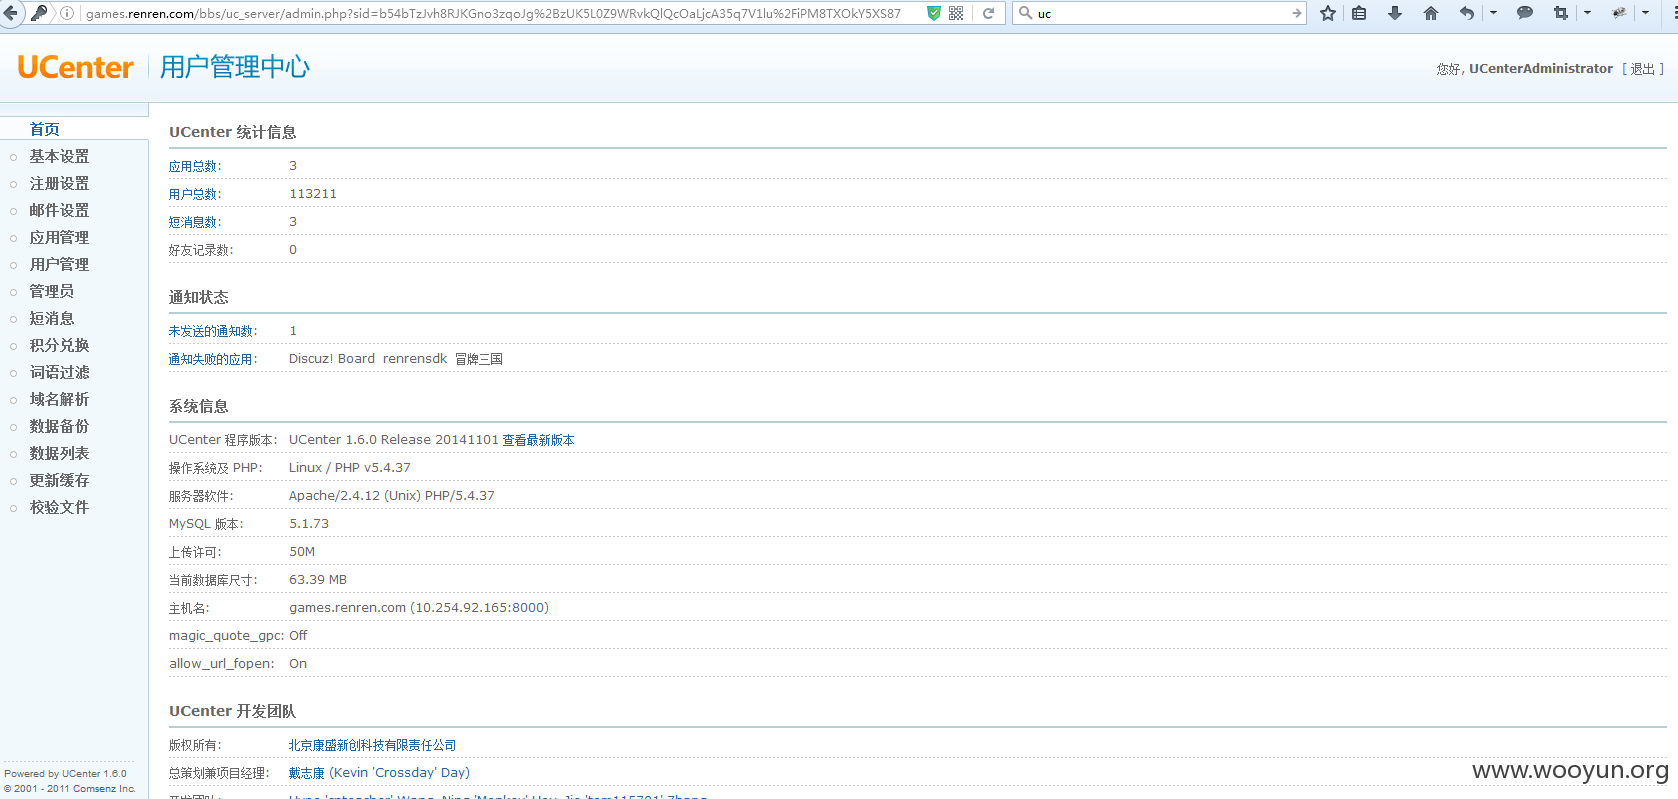 games.renren.com/bbs/uc_server/admin.php?sid=b54bTzJvh8RJKGno3zqoJg%2BzUK5L0Z9WRvkQlQcOaLjcA35q7V1lu%2FiPM8TXOkY5XS87
uc
UCenter 用户管理中心
您好, UCenterAdministrator [ 退出 ]
首页
基本设置
注册设置
邮件设置
应用管理
用户管理
管理员
短消息
积分兑换
词语过滤
域名解析
数据备份
数据列表
更新缓存
校验文件
UCenter 统计信息
应用总数: 3
用户总数: 113211
短消息数: 3
好友记录数: 0
通知状态
未发送的通知数: 1
通知失败的应用: Discuz! Board renrensdk 冒牌三国
系统信息
UCenter 程序版本: UCenter 1.6.0 Release 20141101 查看最新版本
操作系统及 PHP: Linux / PHP v5.4.37
服务器软件: Apache/2.4.12 (Unix) PHP/5.4.37
MySQL 版本: 5.1.73
上传许可: 50M
当前数据库尺寸: 63.39 MB
主机名: games.renren.com (10.254.92.165:8000)
magic_quote_gpc: Off
allow_url_fopen: On
UCenter 开发团队
版权所有: 北京康盛新创科技有限责任公司
总策划兼项目经理: 戴志康 (Kevin 'Crossday' Day)
Powered by UCenter 1.6.0
© 2001 - 2011 Comsenz Inc.
www.wooyun.org